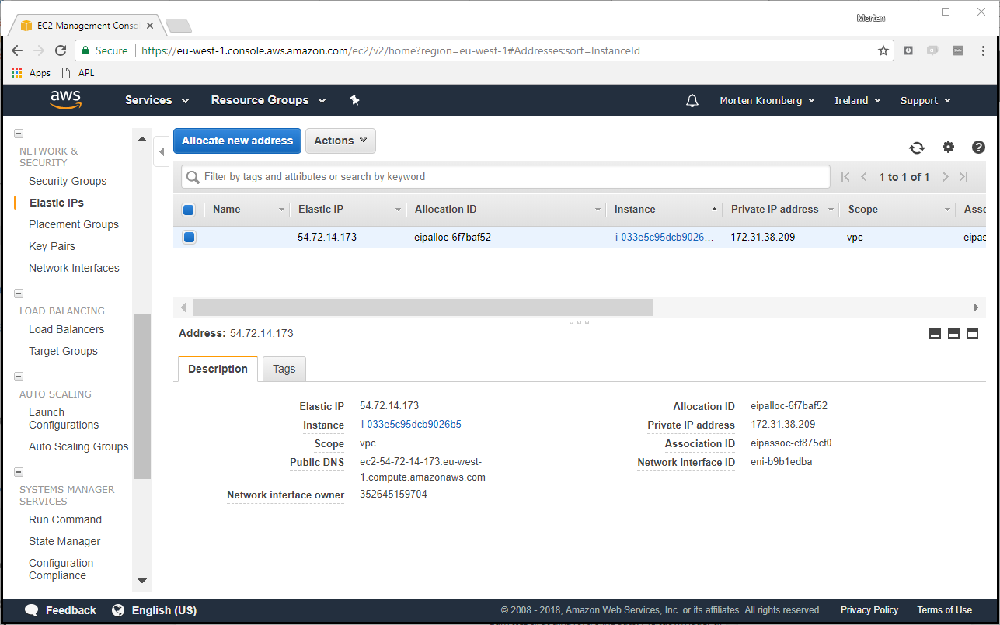 EC2 Management Conso
Morten
Secure https://eu-west-1.console.aws.amazon.com/ec2/v2/home?region=eu-west-1#Addresses:sort=InstanceId
Apps APL
aws Services Resource Groups Morten Kromberg Ireland Support
NETWORK &
SECURITY
Security Groups
Elastic IPs
Placement Groups
Key Pairs
Network Interfaces
LOAD BALANCING
Load Balancers
Target Groups
AUTO SCALING
Launch
Configurations
Auto Scaling Groups
SYSTEMS MANAGER
SERVICES
Run Command
State Manager
Configuration
Compliance
Allocate new address Actions
Filter by tags and attributes or search by keyword 1 to 1 of 1
Name Elastic IP Allocation ID Instance Private IP address Scope Asso
54.72.14.173 eipalloc-6f7baf52 i-033e5c95dcb9026... 172.31.38.209 vpc eipass
Address: 54.72.14.173
Description Tags
Elastic IP 54.72.14.173 Allocation ID eipalloc-6f7baf52
Instance i-033e5c95dcb9026b5 Private IP address 172.31.38.209
Scope vpc Association ID eipassoc-cf875cf0
Public DNS ec2-54-72-14-173.eu-west- Network interface ID eni-b9b1edba
1.compute.amazonaws.com
Network interface owner 352645159704
Feedback English (US) © 2008 - 2018, Amazon Web Services, Inc. or its affiliates. All rights reserved. Privacy Policy Terms of Use